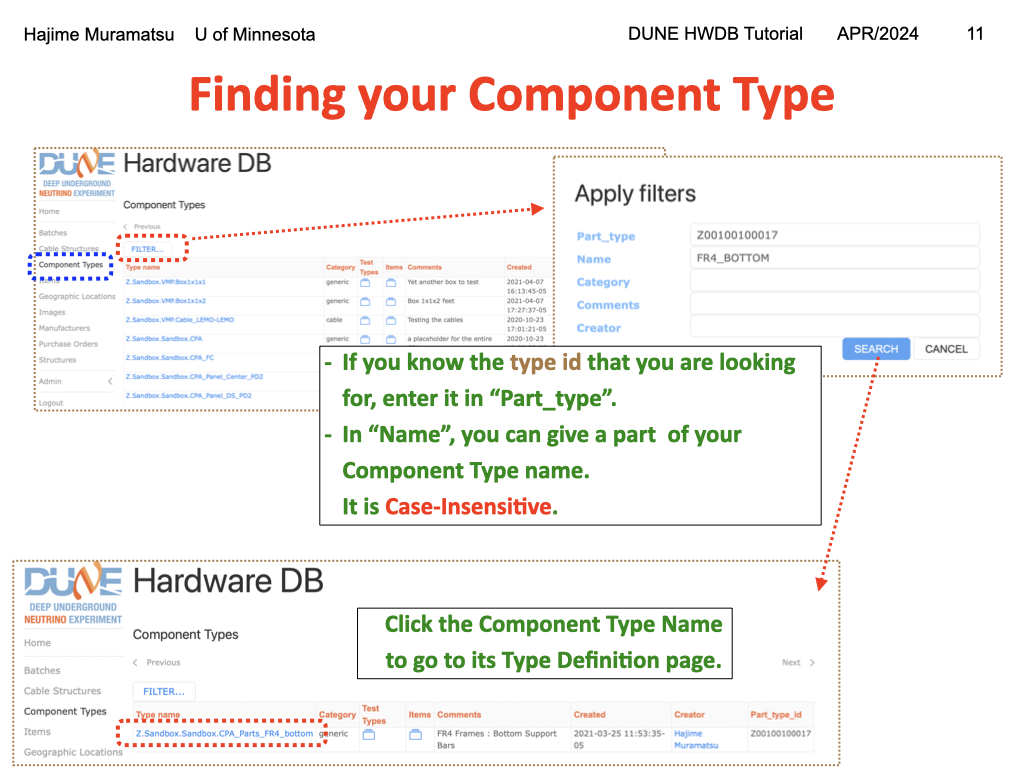 Hajime Muramatsu U of Minnesota DUNE HWDB Tutorial APR/2024 11
Finding your Component Type
DUNE Hardware DB
DEEP UNDERGROUND
NEUTRINO EXPERIMENT
Home
Batches
Cable Structures
Component Types
Items
Geographic Locations
Images
Manufacturers
Purchase Orders
Structures
Admin
Logout
Component Types
Previous
FILTER...
Type name Category Test Types Items Comments Created
Z.Sandbox.VMP.Box1x1x1 generic Yet another box to test 2021-04-07 16:13:45-05
Z.Sandbox.VMP.Box1x1x2 generic Box 1x1x2 feet 2021-04-07 17:27:37-05
Z.Sandbox.VMP.Cable_LEMO-LEMO cable Testing the cables 2020-10-23 17:01:21-05
Z.Sandbox.Sandbox.CPA generic a placeholder for the entire 2020-10-23
Z.Sandbox.Sandbox.CPA_FC
Z.Sandbox.Sandbox.CPA_Panel_Center_PD2
Z.Sandbox.Sandbox.CPA_Panel_DS_PD2
Apply filters
Part_type Z00100100017
Name FR4_BOTTOM
Category
Comments
Creator
SEARCH CANCEL
- If you know the type id that you are looking
for, enter it in “Part_type”.
- In “Name”, you can give a part of your
Component Type name.
It is Case-Insensitive.
DUNE Hardware DB
DEEP UNDERGROUND
NEUTRINO EXPERIMENT
Home
Batches
Cable Structures
Component Types
Items
Geographic Locations
Component Types
Click the Component Type Name
to go to its Type Definition page.
Previous Next
FILTER...
Type name Category Test Types Items Comments Created Creator Part_type_id
Z.Sandbox.Sandbox.CPA_Parts_FR4_bottom generic FR4 Frames : Bottom Support Bars 2021-03-25 11:53:35-05 Hajime Muramatsu Z00100100017